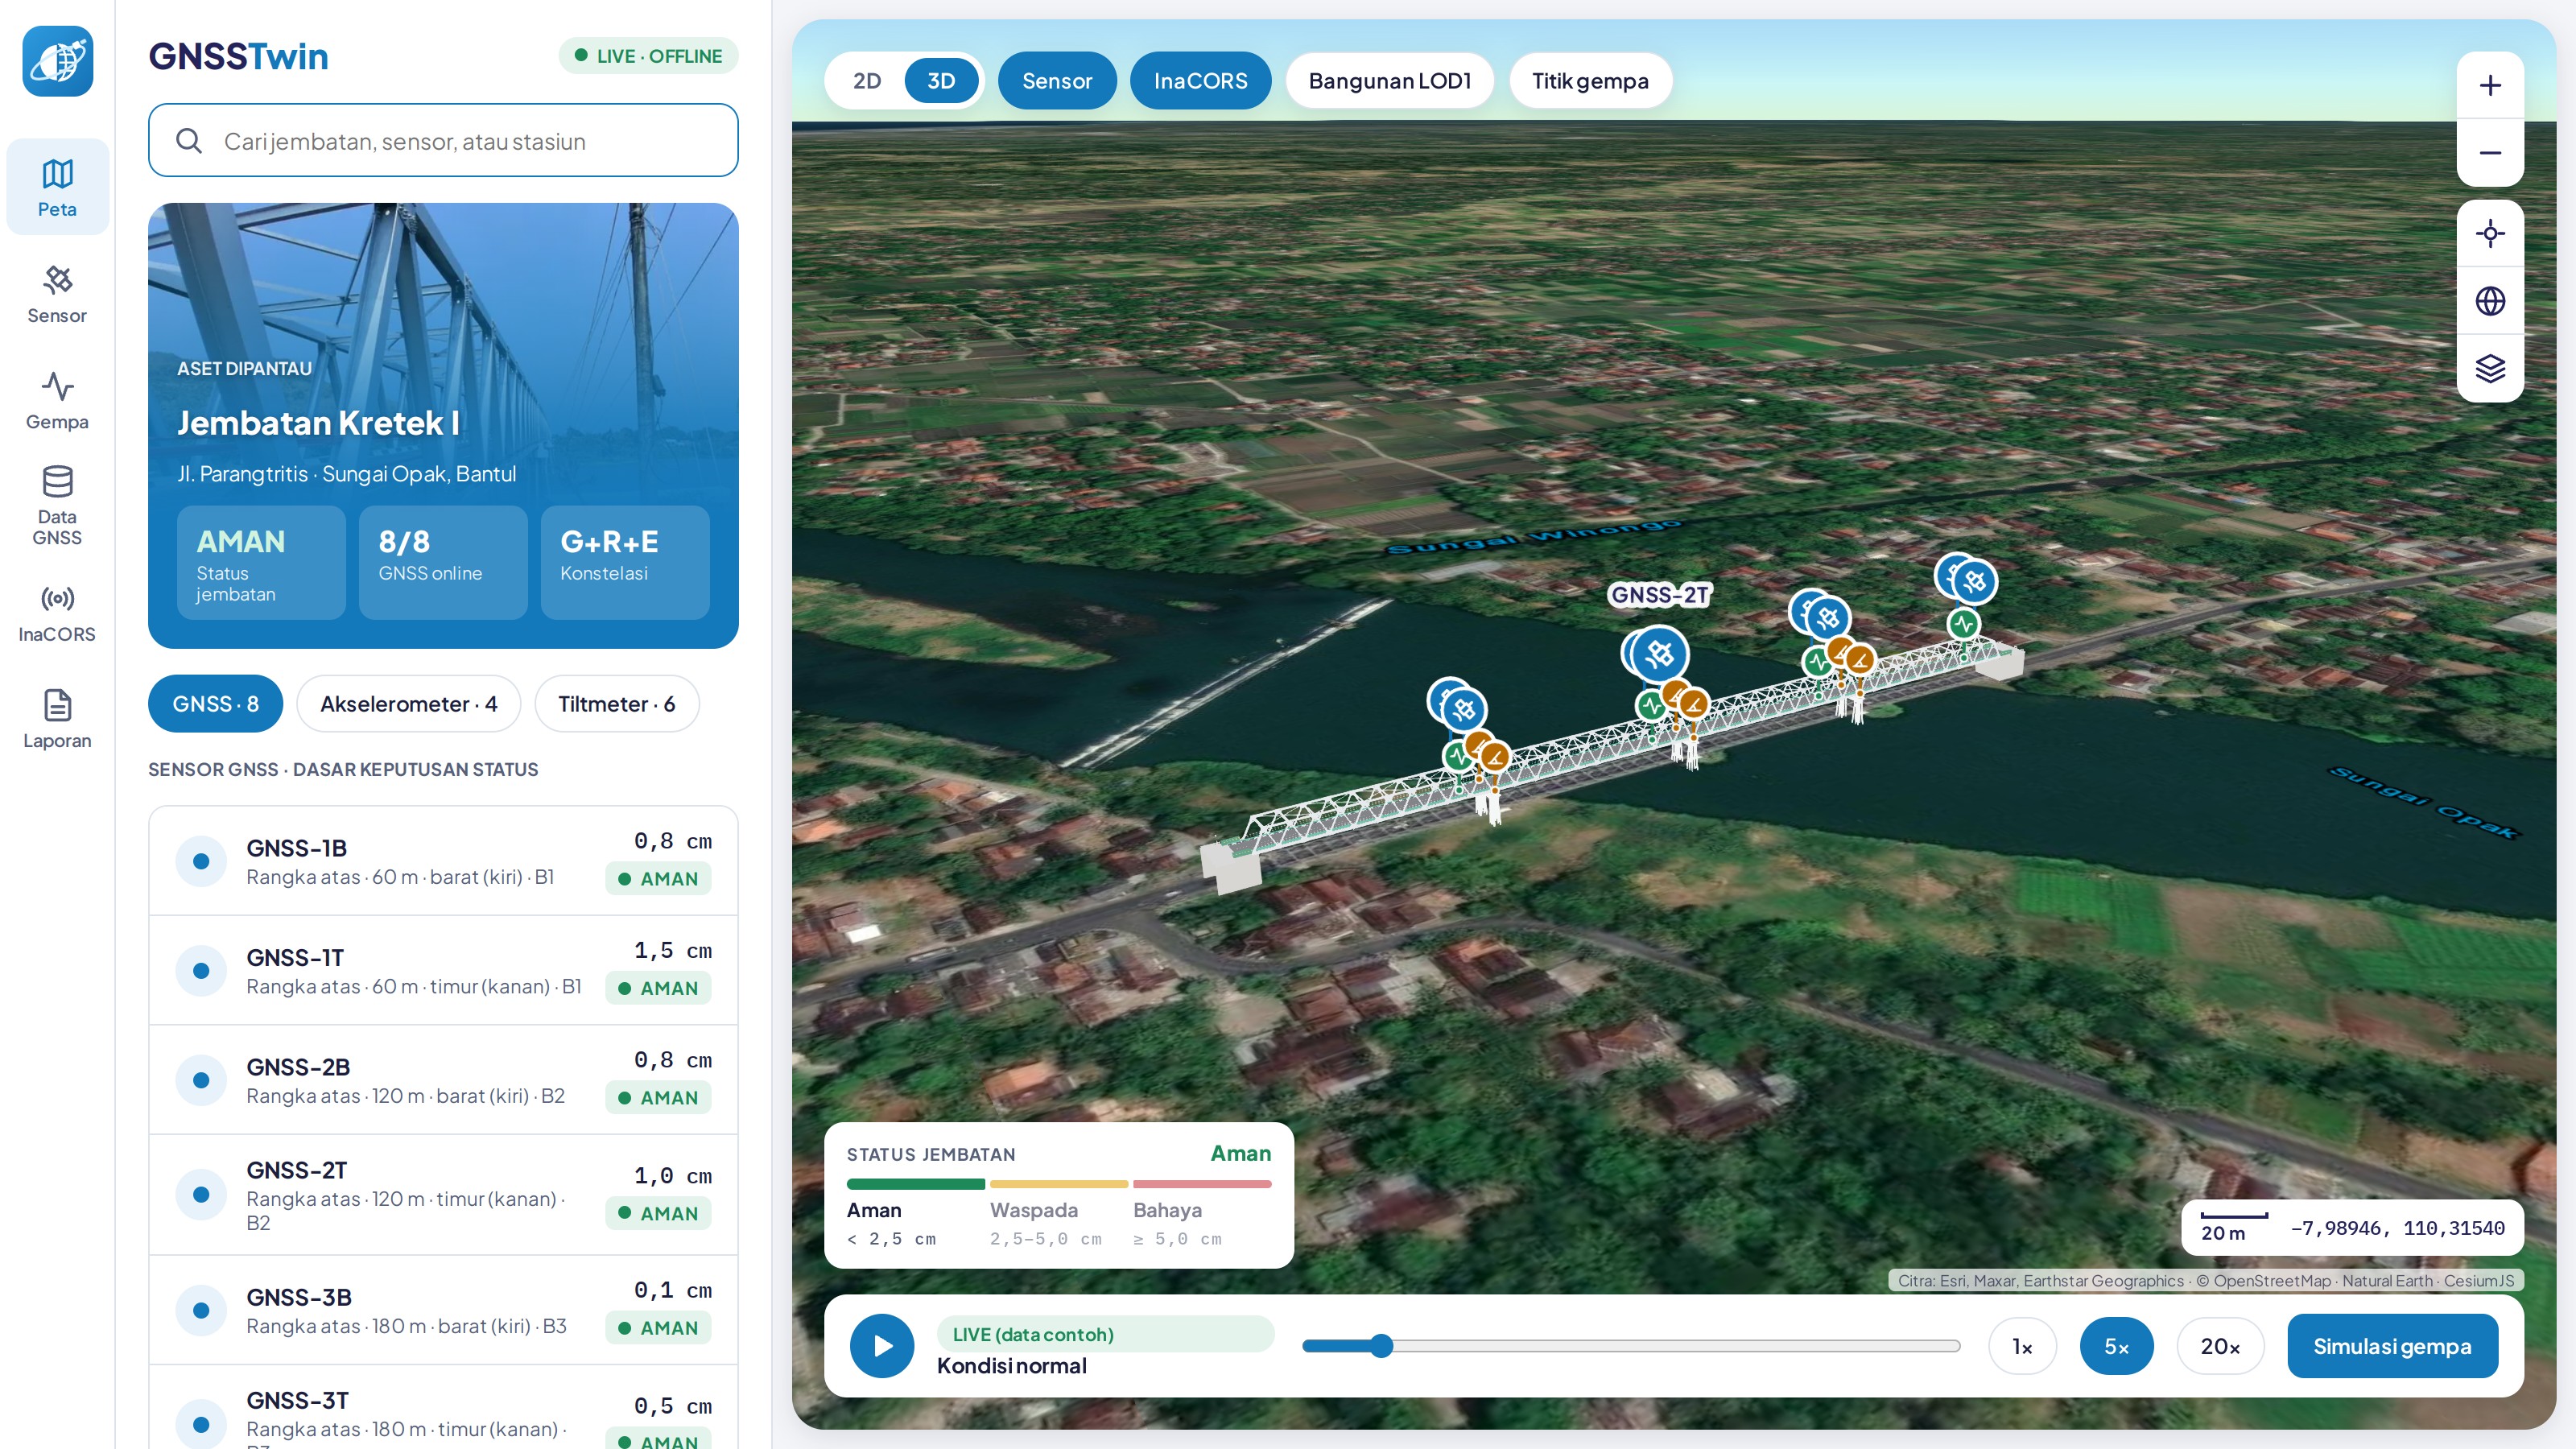 GNSSTwin
LIVE · OFFLINE
Cari jembatan, sensor, atau stasiun
Peta
Sensor
Gempa
Data
GNSS
InaCORS
Laporan
ASET DIPANTAU
Jembatan Kretek I
Jl. Parangtritis · Sungai Opak, Bantul
AMAN
Status
jembatan
8/8
GNSS online
G+R+E
Konstelasi
GNSS · 8
Akselerometer · 4
Tiltmeter · 6
SENSOR GNSS · DASAR KEPUTUSAN STATUS
GNSS-1B
Rangka atas · 60 m · barat (kiri) · B1
0,8 cm
AMAN
GNSS-1T
Rangka atas · 60 m · timur (kanan) · B1
1,5 cm
AMAN
GNSS-2B
Rangka atas · 120 m · barat (kiri) · B2
0,8 cm
AMAN
GNSS-2T
Rangka atas · 120 m · timur (kanan) ·
B2
1,0 cm
AMAN
GNSS-3B
Rangka atas · 180 m · barat (kiri) · B3
0,1 cm
AMAN
GNSS-3T
Rangka atas · 180 m · timur (kanan) ·
B3
0,5 cm
AMAN
2D
3D
Sensor
InaCORS
Bangunan LOD1
Titik gempa
Sungai Winongo
GNSS-2T
Sungai Opak
STATUS JEMBATAN
Aman
Aman
< 2,5 cm
Waspada
2,5–5,0 cm
Bahaya
≥ 5,0 cm
20 m
−7,98946, 110,31540
Citra: Esri, Maxar, Earthstar Geographics · © OpenStreetMap · Natural Earth · CesiumJS
LIVE (data contoh)
Kondisi normal
1×
5×
20×
Simulasi gempa